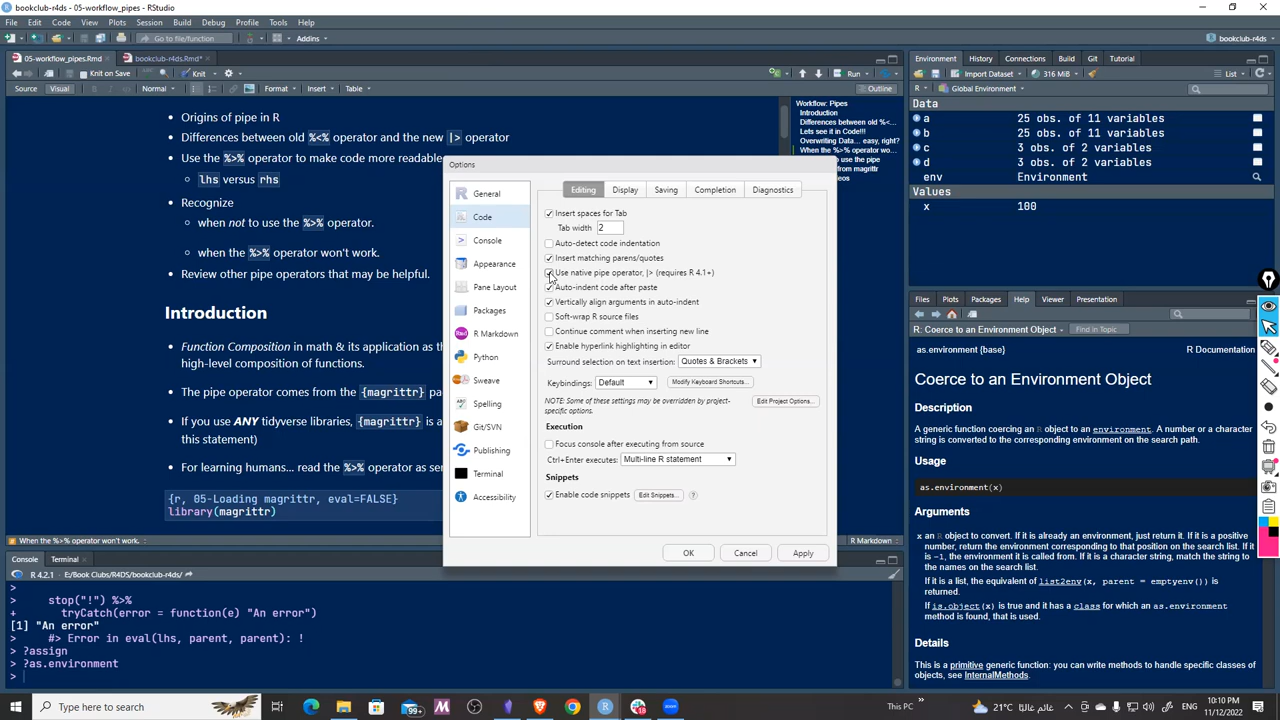 bookclub-r4ds - 05-workflow_pipes - RStudio
File Edit Code View Plots Session Build Debug Profile Tools Help
Go to file/function Addins bookclub-r4ds
05-workflow_pipes.Rmd bookclub-r4ds.Rmd*
Knit on Save Knit Run
Source Visual B I Normal Format Insert Table Outline
Origins of pipe in R
Differences between old %<% operator and the new |> operator
Use the %>% operator to make code more readable
lhs versus rhs
Recognize
when not to use the %>% operator.
when the %>% operator won't work.
Review other pipe operators that may be useful.
Introduction
Function Composition in math & its application as th
high-level composition of functions.
The pipe operator comes from the {magrittr} pa
If you use ANY tidyverse libraries, {magrittr}
this statement)
For learning humans... read the %>% operator as se
{r, 05-Loading magrittr, eval=FALSE}
library(magrittr)
Workflow: Pipes
Introduction
Differences between old %<...
Lets see it in Code!!!
Overwriting Data... easy, right?
When the %>% operator wo...
to use the pipe
from magrittr
eos
When the %>% operator won't work. R Markdown
Options
General
Code
Console
Appearance
Pane Layout
Packages
R Markdown
Python
Sweave
Spelling
Git/SVN
Publishing
Terminal
Accessibility
Editing Display Saving Completion Diagnostics
Insert spaces for Tab
Tab width 2
Auto-detect code indentation
Insert matching parens/quotes
Use native pipe operator, |> (requires R 4.1+)
Auto-indent code after paste
Vertically align arguments in auto-indent
Soft-wrap R source files
Continue comment when inserting new line
Enable hyperlink highlighting in editor
Surround selection on text insertion: Quotes & Brackets
Keybindings: Default Modify Keyboard Shortcuts...
NOTE: Some of these settings may be overridden by project-
specific options. Edit Project Options...
Execution
Focus console after executing from source
Ctrl+Enter executes: Multi-line R statement
Snippets
Enable code snippets Edit Snippets... ?
OK Cancel Apply
Console Terminal
R 4.2.1 · E:/Book Clubs/R4DS/bookclub-r4ds/
>
> stop("!") %>%
+ tryCatch(error = function(e) "An error")
[1] "An error"
> #> Error in eval(lhs, parent, parent): !
> ?assign
> ?as.environment
>
Environment History Connections Build Git Tutorial
Import Dataset 316 MiB List
R Global Environment
Data
a 25 obs. of 11 variables
b 25 obs. of 11 variables
c 3 obs. of 2 variables
d 3 obs. of 2 variables
env Environment
Values
x 100
Files Plots Packages Help Viewer Presentation
R: Coerce to an Environment Object Find in Topic
as.environment {base} R Documentation
Coerce to an Environment Object
Description
A generic function coercing an R object to an environment. A number or a character
string is converted to the corresponding environment on the search path.
Usage
as.environment(x)
Arguments
x an R object to convert. If it is already an environment, just return it. If it is a positive
number, return the environment corresponding to that position on the search list. If it
is -1, the environment it is called from. If it is a character string, match the string to
the names on the search list.
If it is a list, the equivalent of list2env(x, parent = emptyenv()) is
returned.
If is.object(x) is true and it has a class for which an as.environment
method is found, that is used.
Details
This is a primitive generic function: you can write methods to handle specific classes of
objects, see InternalMethods.
Type here to search
99+
This PC 21°C غائم غالبا
10:10 PM
11/12/2022